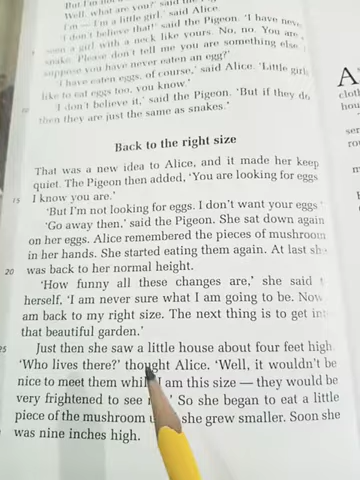 But I'm not
Well, what are you?' said
I'm — I'm a little girl,' said Alice.
'I don't believe that!' said the Pigeon. 'I have
seen a girl with a neck like yours. No, no. You are
snake. Please don't tell me you are something else
suppose you have never eaten an egg?'
'I have eaten eggs, of course,' said Alice. 'Little
like to eat eggs too, you know.'
'I don't believe it,' said the Pigeon. 'But if they do
then they are just the same as snakes.'
Back to the right size
That was a new idea to Alice, and it made her keep
quiet. The Pigeon then added, 'You are looking for eggs
15 I know you are.'
'But I'm not looking for eggs. I don't want your eggs
'Go away then,' said the Pigeon. She sat down again
on her eggs. Alice remembered the pieces of mushroom
in her hands. She started eating them again. At last
20 was back to her normal height.
'How funny all these changes are,' she said
herself, 'I am never sure what I am going to be. Now
am back to my right size. The next thing is to get
that beautiful garden.'
25 Just then she saw a little house about four feet high
'Who lives there?' thought Alice. 'Well, it wouldn't be
nice to meet them I am this size — they would be
very frightened to see So she began to eat a little
piece of the mushroom she grew smaller. Soon she
was nine inches high.
A